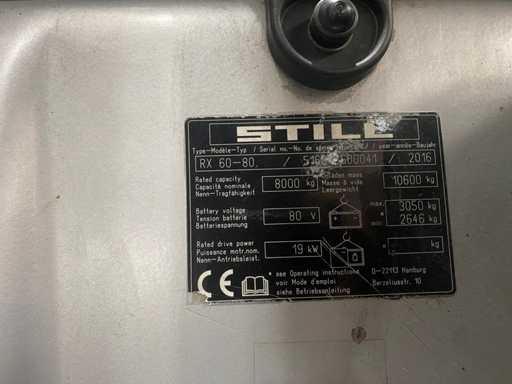 STILL
Type-Modèle-Typ / Serial no.-No. de série / year-année-Baujahr
RX 60-80. / / 2016
Rated capacity
Capacité nominale
Nenn-Tragfähigkeit
8000 kg
Unladen mass
Masse à vide
Leergewicht
10600 kg
Battery voltage
Tension batterie
Batteriespannung
80 V
max. 3050 kg
* min. 2646 kg
Rated drive power
Puissance motr.nom.
Nenn-Antriebsleist.
19 kW
* kg
CE
* see Operating instructions
voir Mode d'emploi
siehe Betriebsanleitung
D-22113 Hamburg
Berzeliusstr. 10